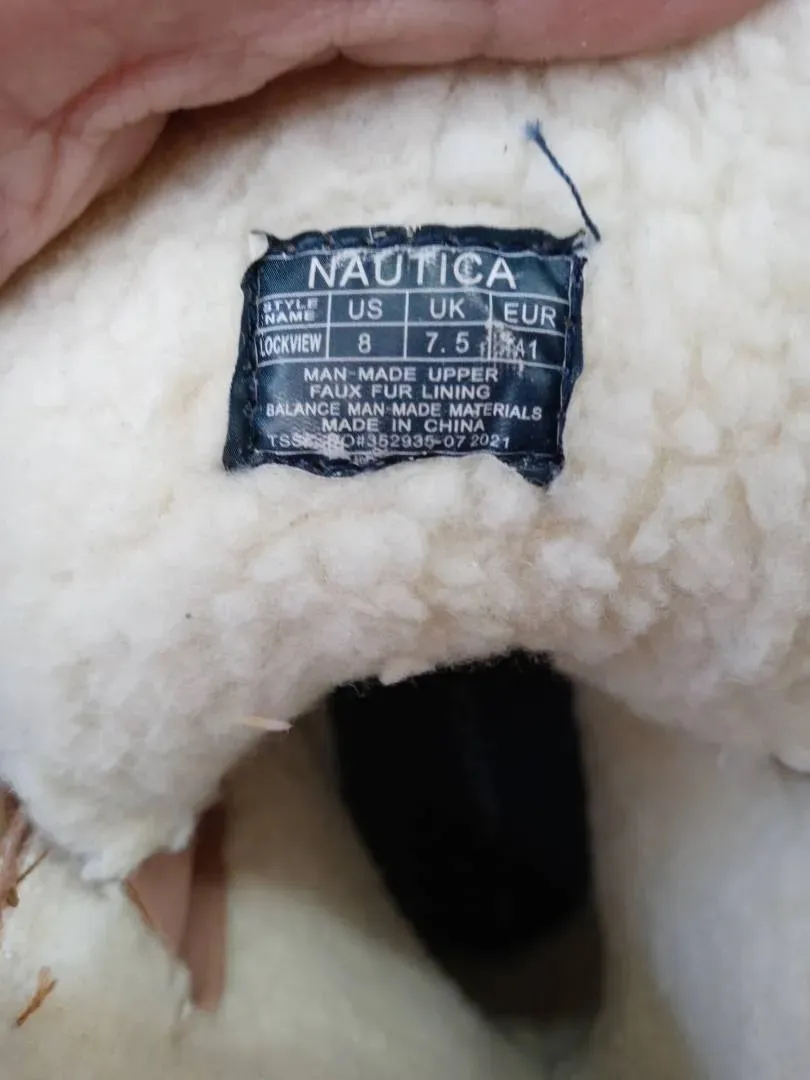 NAUTICA
STYLE NAME US UK EUR
LOCKVIEW 8 7.5
MAN-MADE UPPER
FAUX FUR LINING
BALANCE MAN-MADE MATERIALS
MADE IN CHINA
#352935-07 2021